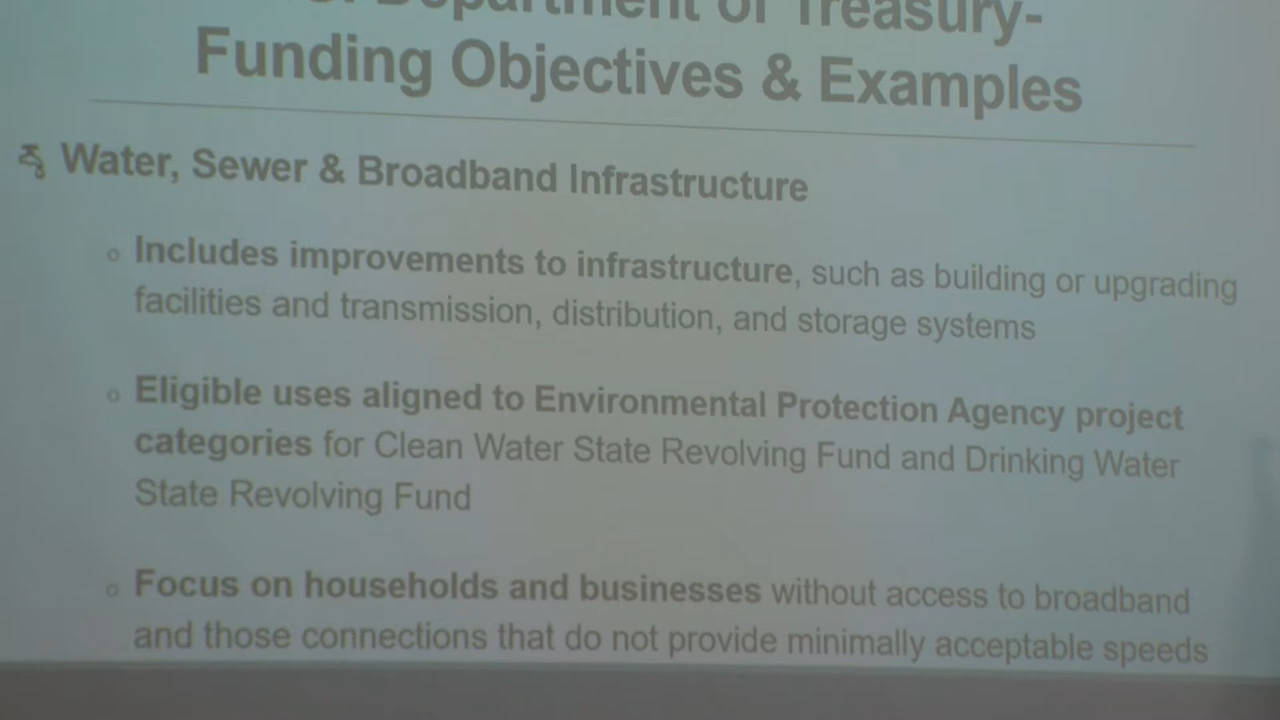 Department of Treasury-
Funding Objectives & Examples
Water, Sewer & Broadband Infrastructure
Includes improvements to infrastructure, such as building or upgrading
facilities and transmission, distribution, and storage systems
Eligible uses aligned to Environmental Protection Agency project
categories for Clean Water State Revolving Fund and Drinking Water
State Revolving Fund
Focus on households and businesses without access to broadband
and those connections that do not provide minimally acceptable speeds